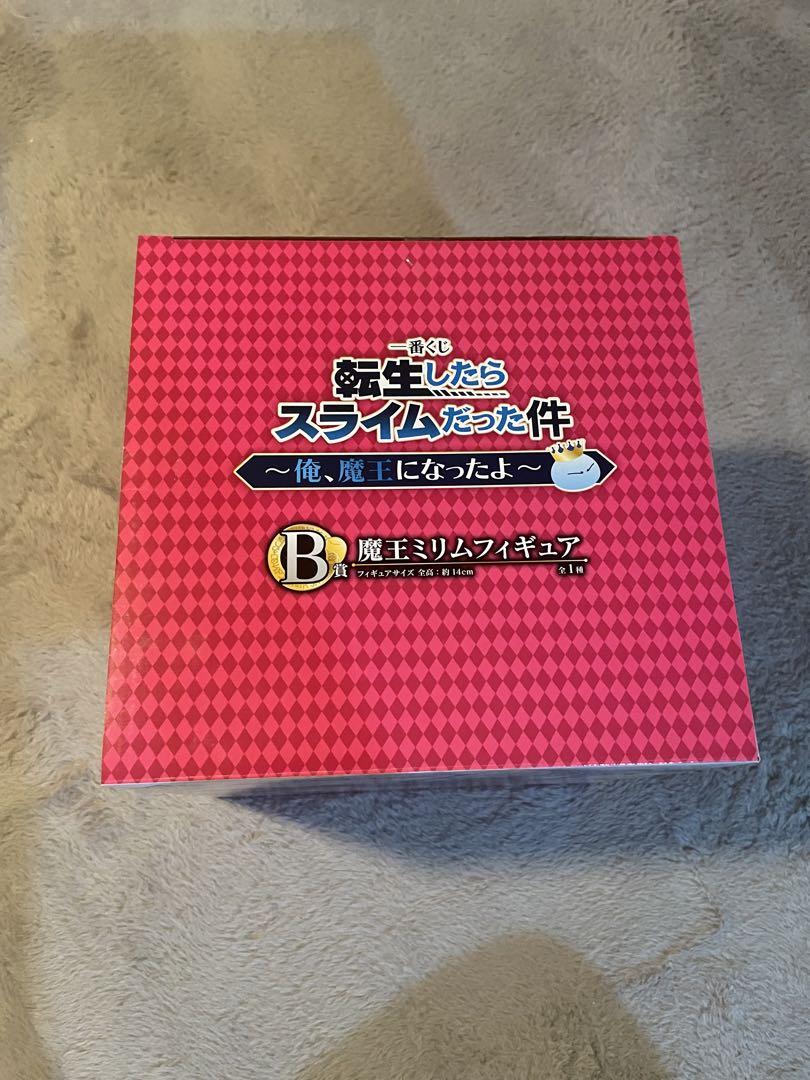 一番くじ
転生したら
スライムだった件
～俺、魔王になったよ～
B賞
魔王ミリムフィギュア
フィギュアサイズ 全高：約14cm
全1種